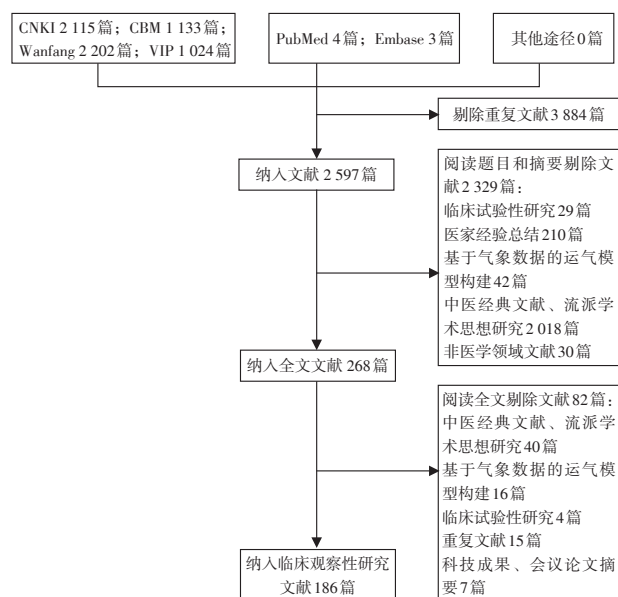 CNKI 2 115篇；CBM 1 133篇；
Wanfang 2 202篇；VIP 1 024篇
PubMed 4篇；Embase 3篇
其他途径0篇
剔除重复文献3 884篇
纳入文献 2 597篇
阅读题目和摘要剔除文
献2 329篇：
临床试验性研究29篇
医家经验总结210篇
基于气象数据的运气模
型构建42篇
中医经典文献、流派学
术思想研究2 018篇
非医学领域文献30篇
纳入全文文献 268篇
阅读全文剔除文献82篇：
中医经典文献、流派学
术思想研究40篇
基于气象数据的运气模
型构建16篇
临床试验性研究4篇
重复文献15篇
科技成果、会议论文摘
要7篇
纳入临床观察性研究
文献186篇